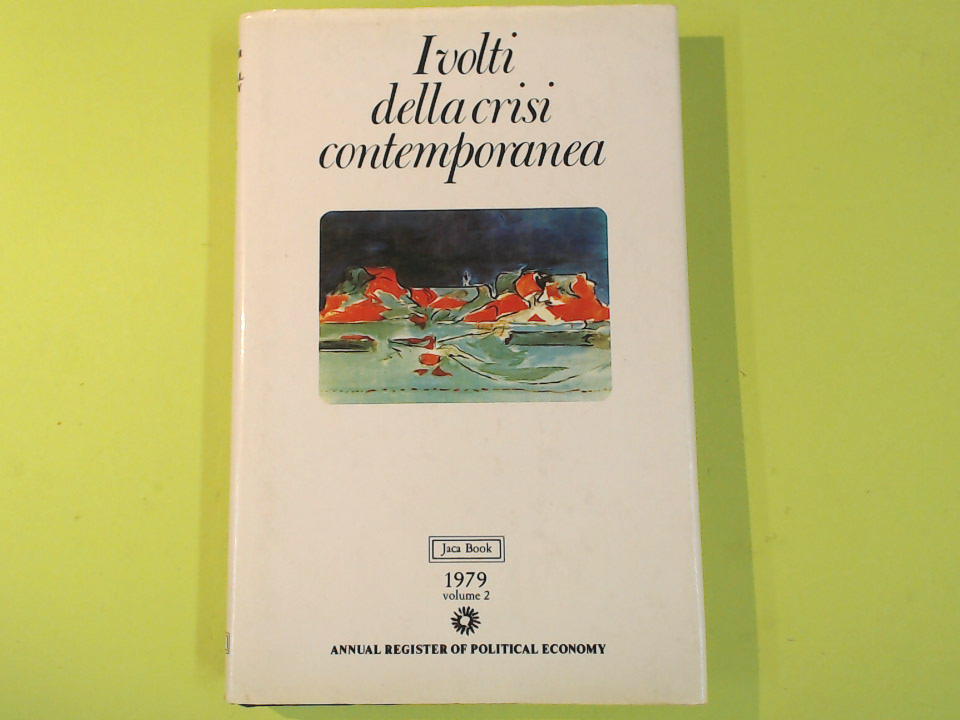 I volti
della crisi
contemporanea
Jaca Book
1979
volume 2
ANNUAL REGISTER OF POLITICAL ECONOMY